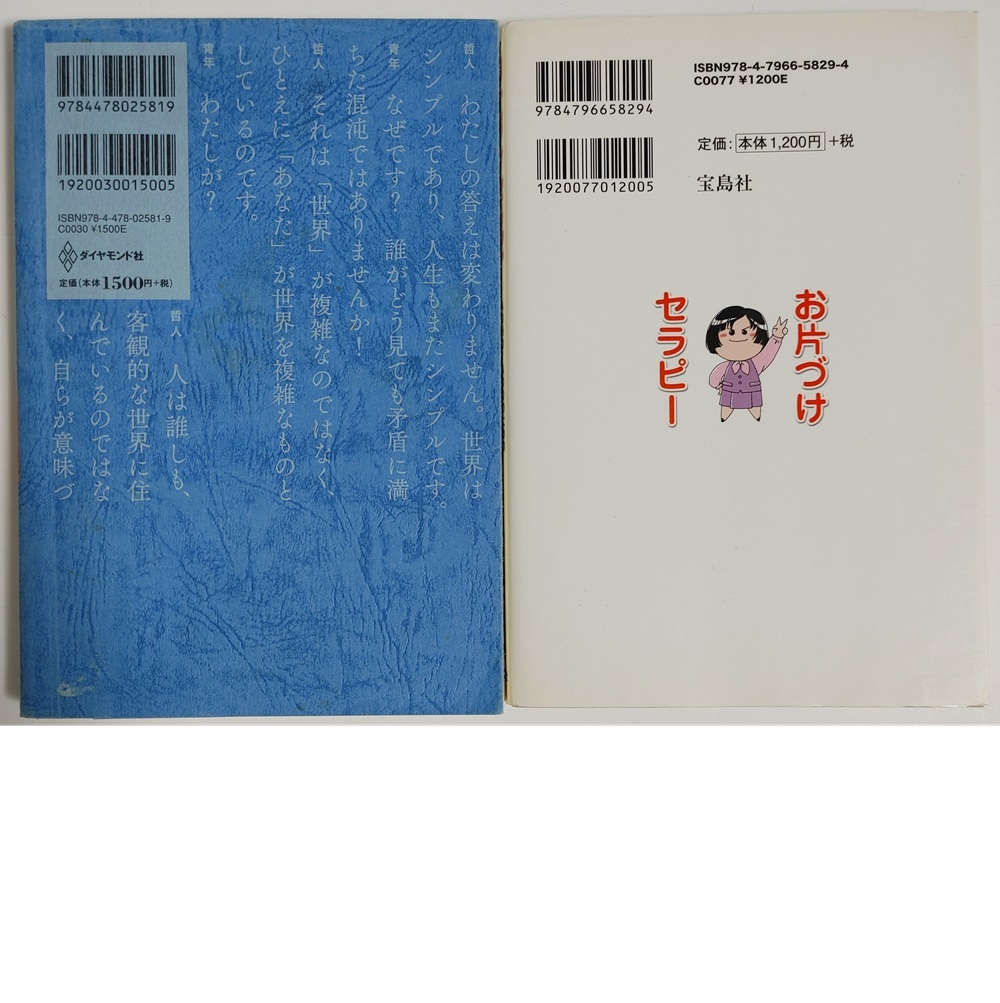 9784478025819
1920030015005
ISBN978-4-478-02581-9
C0030 ¥1500E
ダイヤモンド社
定価(本体1500円+税)
哲人　わたしの答えは変わりません。世界は
シンプルであり、人生もまたシンプルです。
青年　なぜです？　誰がどう見ても矛盾に満
ちた混沌ではありませんか！
哲人　それは「世界」が複雑なのではなく、
ひとえに「あなた」が世界を複雑なものと
しているのです。
青年　わたしが？
哲人　人は誰しも、
客観的な世界に住
んでいるのではな
く、自らが意味づ
9784796658294
1920077012005
ISBN978-4-7966-5829-4
C0077 ¥1200E
定価：本体1,200円+税
宝島社
お片づけ
セラピー